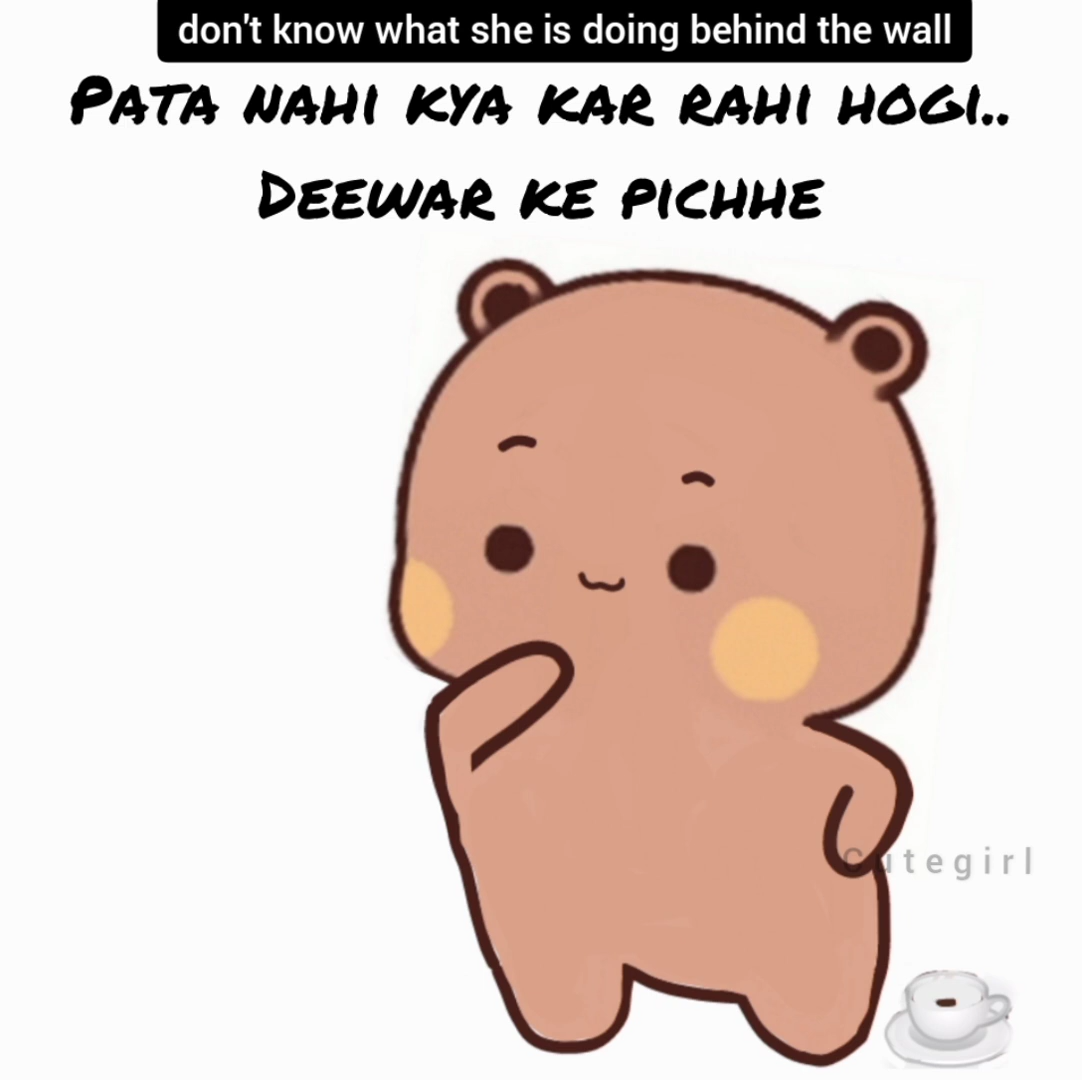 don't know what she is doing behind the wall
PATA NAHI KYA KAR RAHI HOGI..
DEEWAR KE PICHHE
Cutegirl